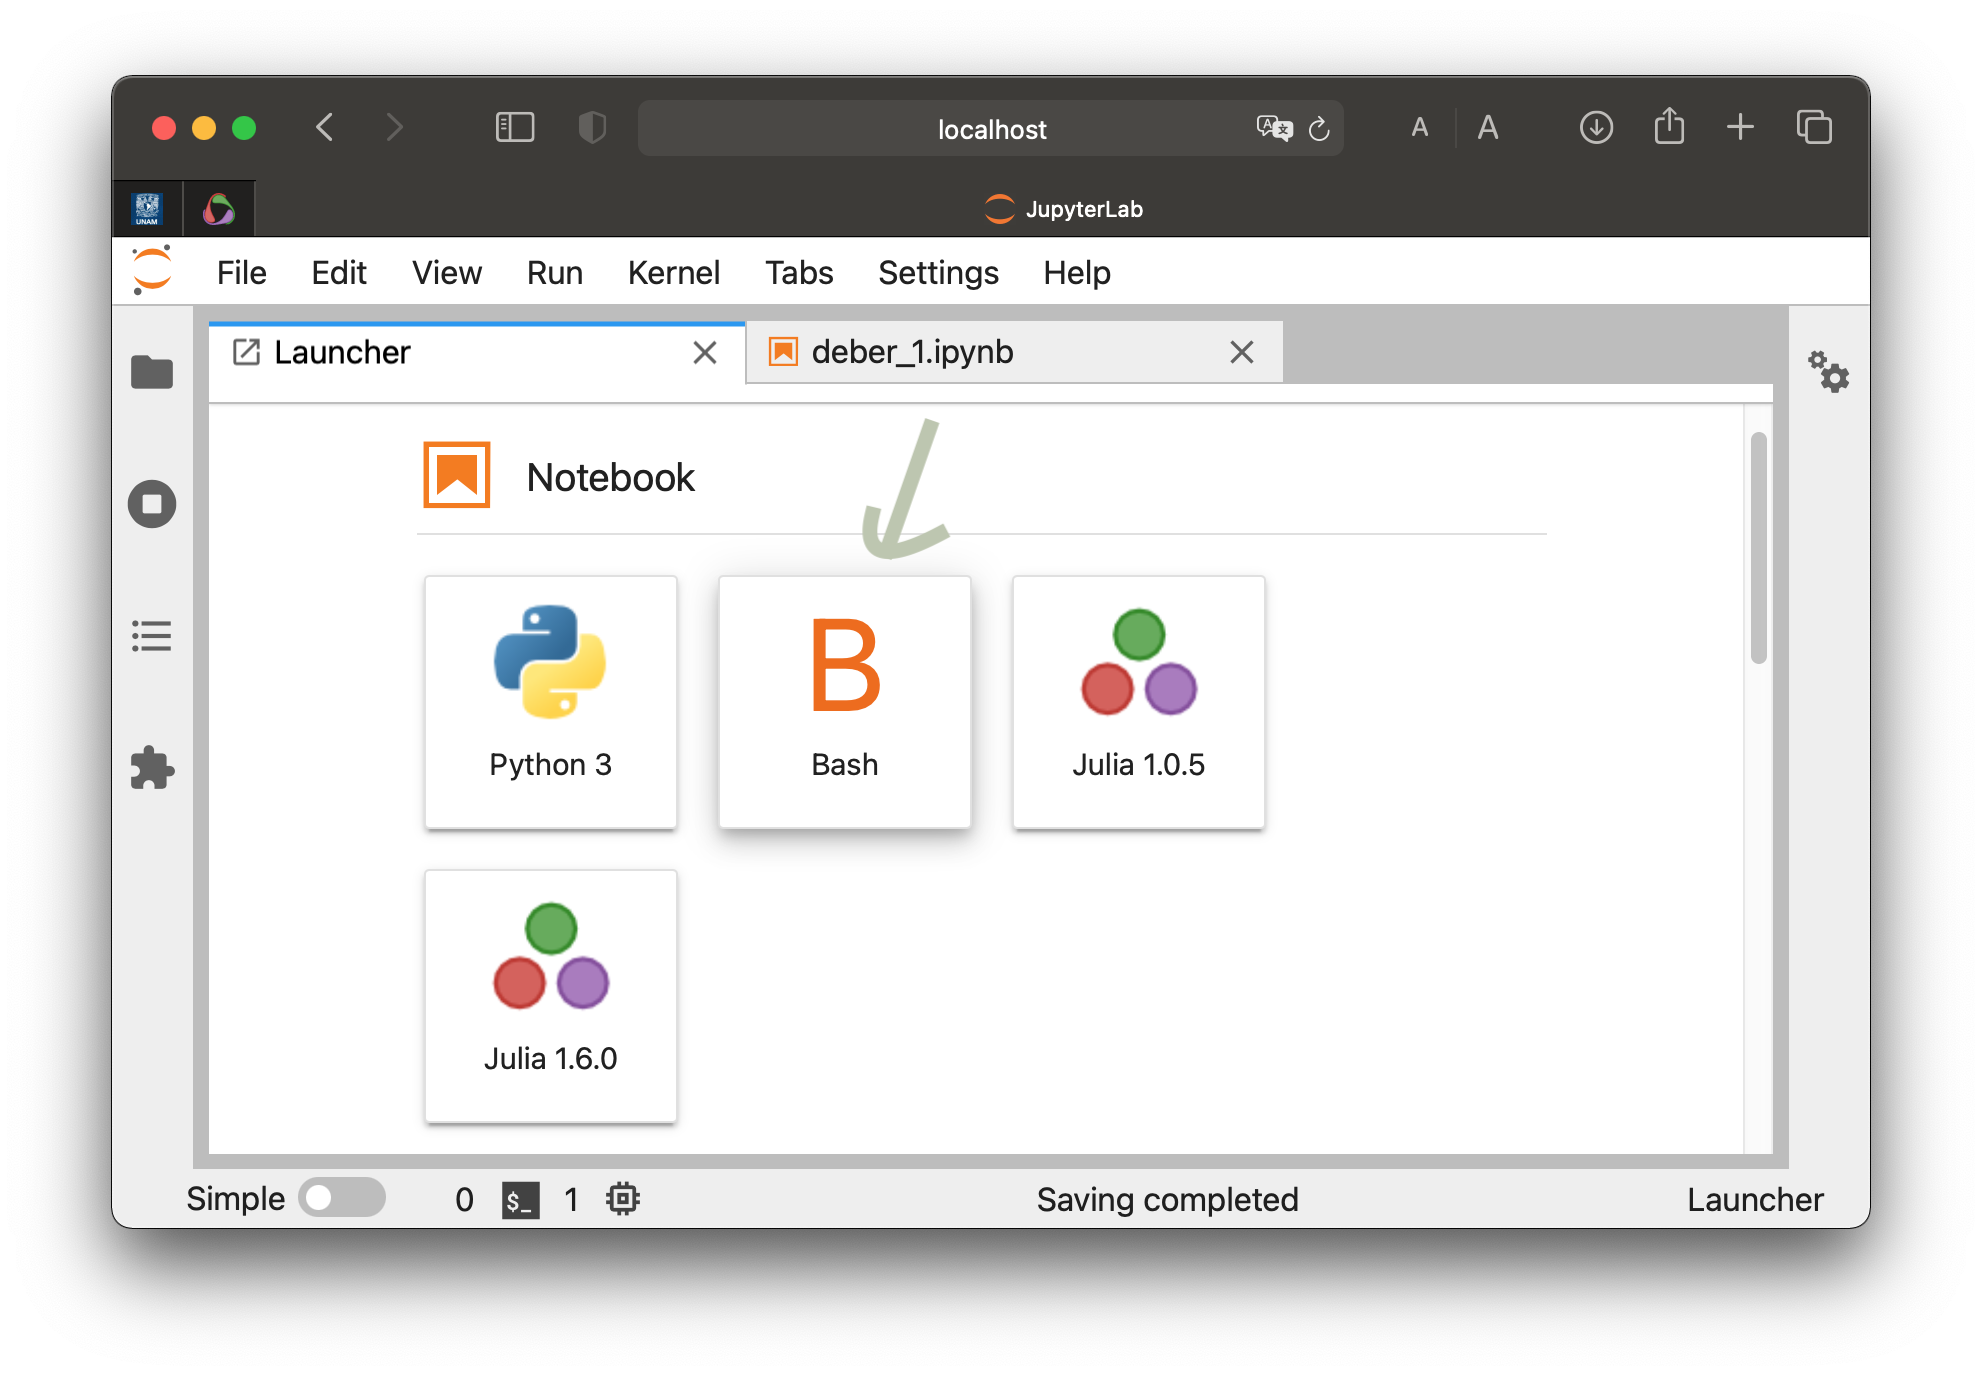 localhost
A A
UNAM
JupyterLab
File Edit View Run Kernel Tabs Settings Help
Launcher
deber_1.ipynb
Notebook
Python 3
B
Bash
Julia 1.0.5
Julia 1.6.0
Simple 0 $_ 1 Saving completed Launcher